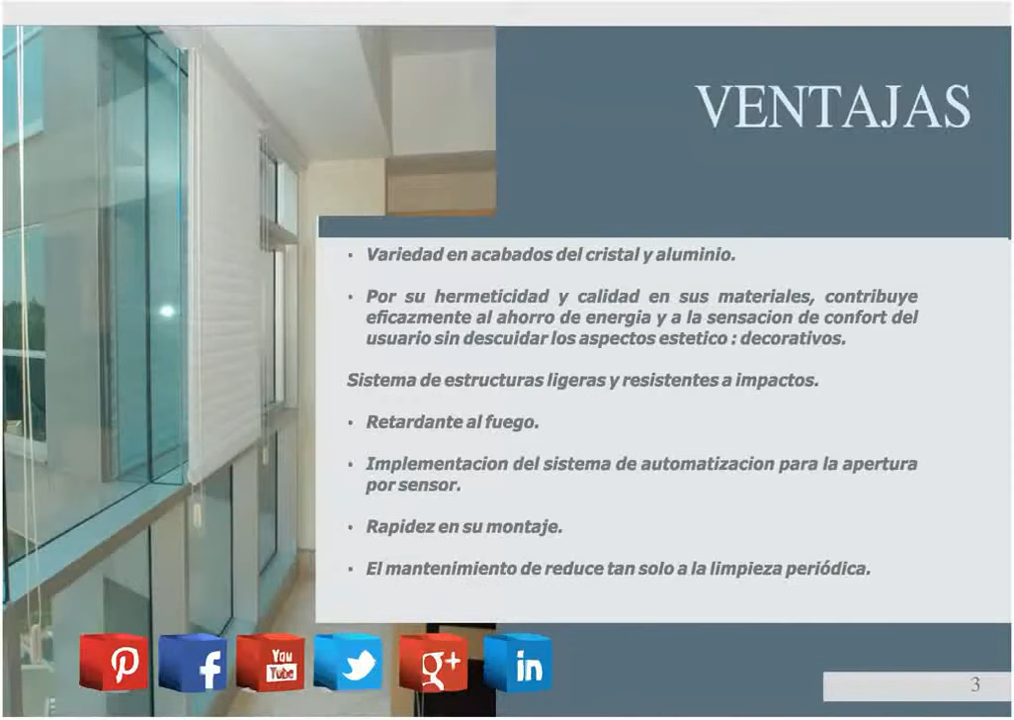 VENTAJAS
• Variedad en acabados del cristal y aluminio.
• Por su hermeticidad y calidad en sus materiales, contribuye
eficazmente al ahorro de energia y a la sensacion de confort del
usuario sin descuidar los aspectos estetico : decorativos.
Sistema de estructuras ligeras y resistentes a impactos.
• Retardante al fuego.
• Implementacion del sistema de automatizacion para la apertura
por sensor.
• Rapidez en su montaje.
• El mantenimiento de reduce tan solo a la limpieza periódica.
You
Tube
g+
in
3